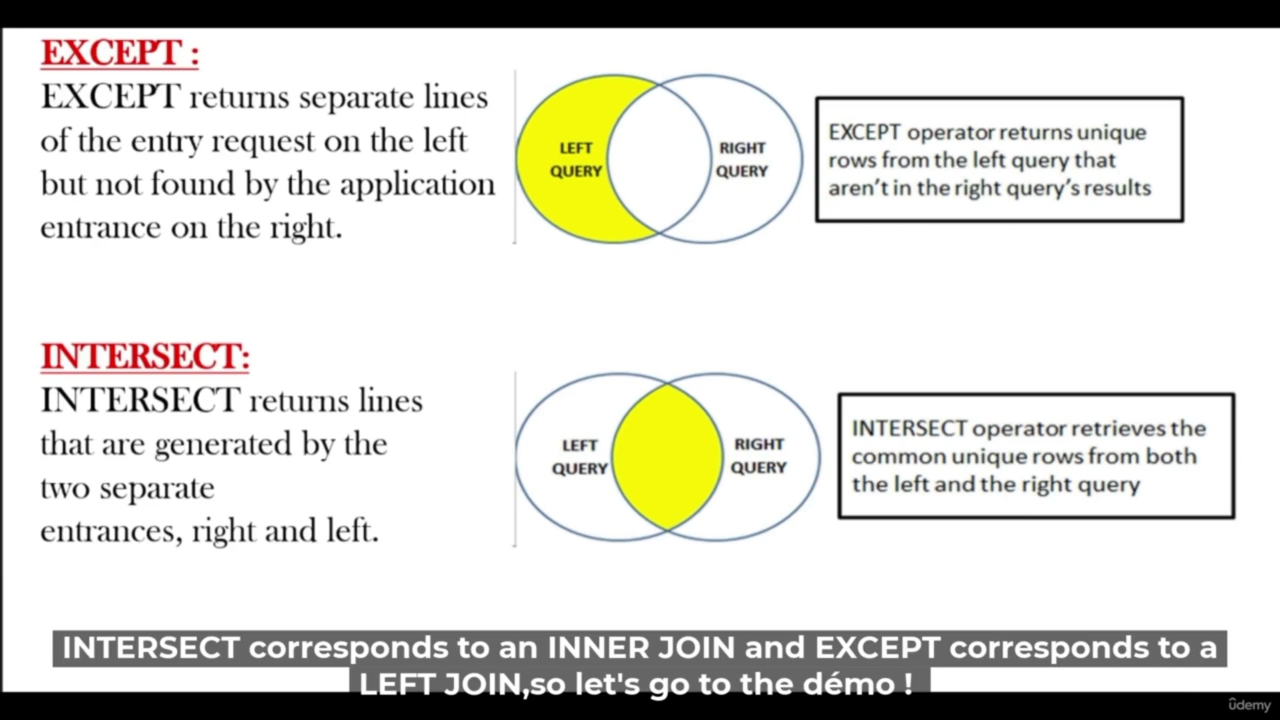 EXCEPT :
EXCEPT returns separate lines
of the entry request on the left
but not found by the application
entrance on the right.
LEFT
QUERY
RIGHT
QUERY
EXCEPT operator returns unique
rows from the left query that
aren't in the right query's results
INTERSECT:
INTERSECT returns lines
that are generated by the
two separate
entrances, right and left.
LEFT
QUERY
RIGHT
QUERY
INTERSECT operator retrieves the
common unique rows from both
the left and the right query
INTERSECT corresponds to an INNER JOIN and EXCEPT corresponds to a
LEFT JOIN,so let's go to the démo !
ûdemy